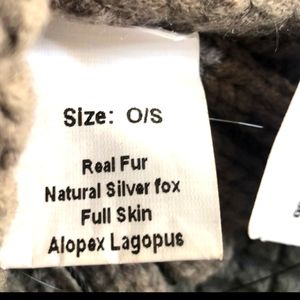 Size: O/S
Real Fur
Natural Silver fox
Full Skin
Alopex Lagopus